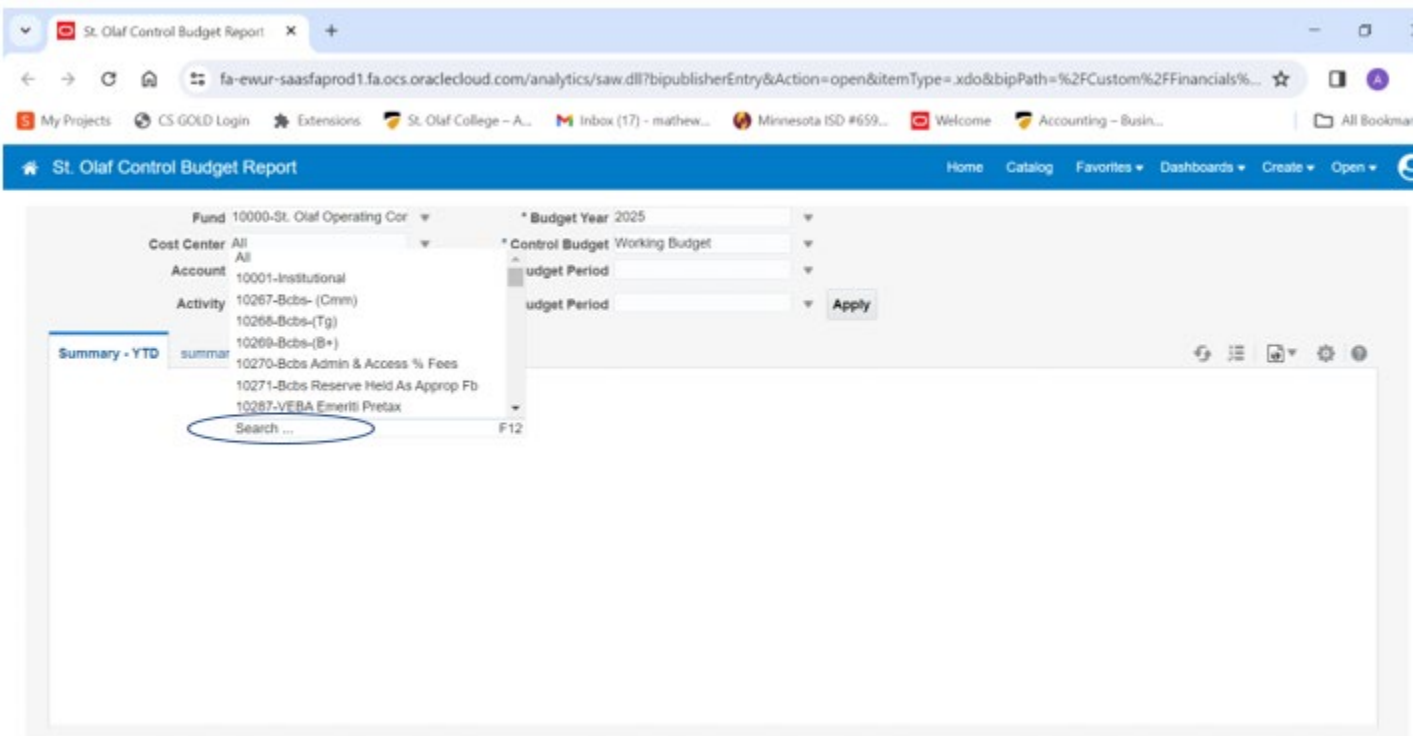 St. Olaf Control Budget Report
fa-ewur-saasfaprod1.fa.ocs.oraclecloud.com/analytics/saw.dll?bipublisherEntry&Action=open&itemType=.xdo&bipPath=%2FCustom%2FFinancials%...
My Projects CS GOLD Login Extensions St. Olaf College – A... Inbox (17) - mathew... Minnesota ISD #659... Welcome Accounting – Busin... All Bookmar
St. Olaf Control Budget Report Home Catalog Favorites Dashboards Create Open
Fund 10000-St. Olaf Operating Cor * Budget Year 2025
Cost Center All * Control Budget Working Budget
All
Account udget Period
10001-Institutional
Activity 10267-Bcbs- (Cmm) udget Period Apply
10268-Bcbs-(Tg)
10269-Bcbs-(B+)
Summary - YTD summar
10270-Bcbs Admin & Access % Fees
10271-Bcbs Reserve Held As Approp Fb
10287-VEBA Emeriti Pretax
Search ... F12